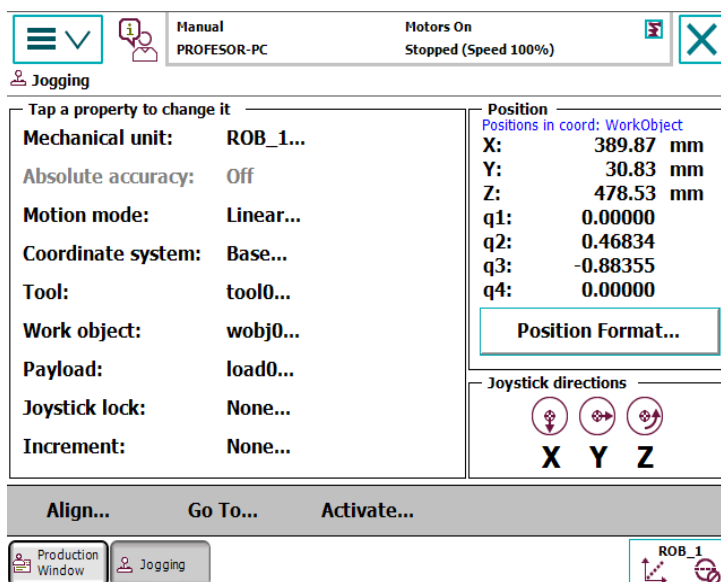 Manual
PROFESOR-PC
Motors On
Stopped (Speed 100%)
Jogging
Tap a property to change it
Mechanical unit: ROB_1...
Absolute accuracy: Off
Motion mode: Linear...
Coordinate system: Base...
Tool: tool0...
Work object: wobj0...
Payload: load0...
Joystick lock: None...
Increment: None...
Position
Positions in coord: WorkObject
X: 389.87 mm
Y: 30.83 mm
Z: 478.53 mm
q1: 0.00000
q2: 0.46834
q3: -0.88355
q4: 0.00000
Position Format...
Joystick directions
X Y Z
Align... Go To... Activate...
Production
Window
Jogging
ROB_1